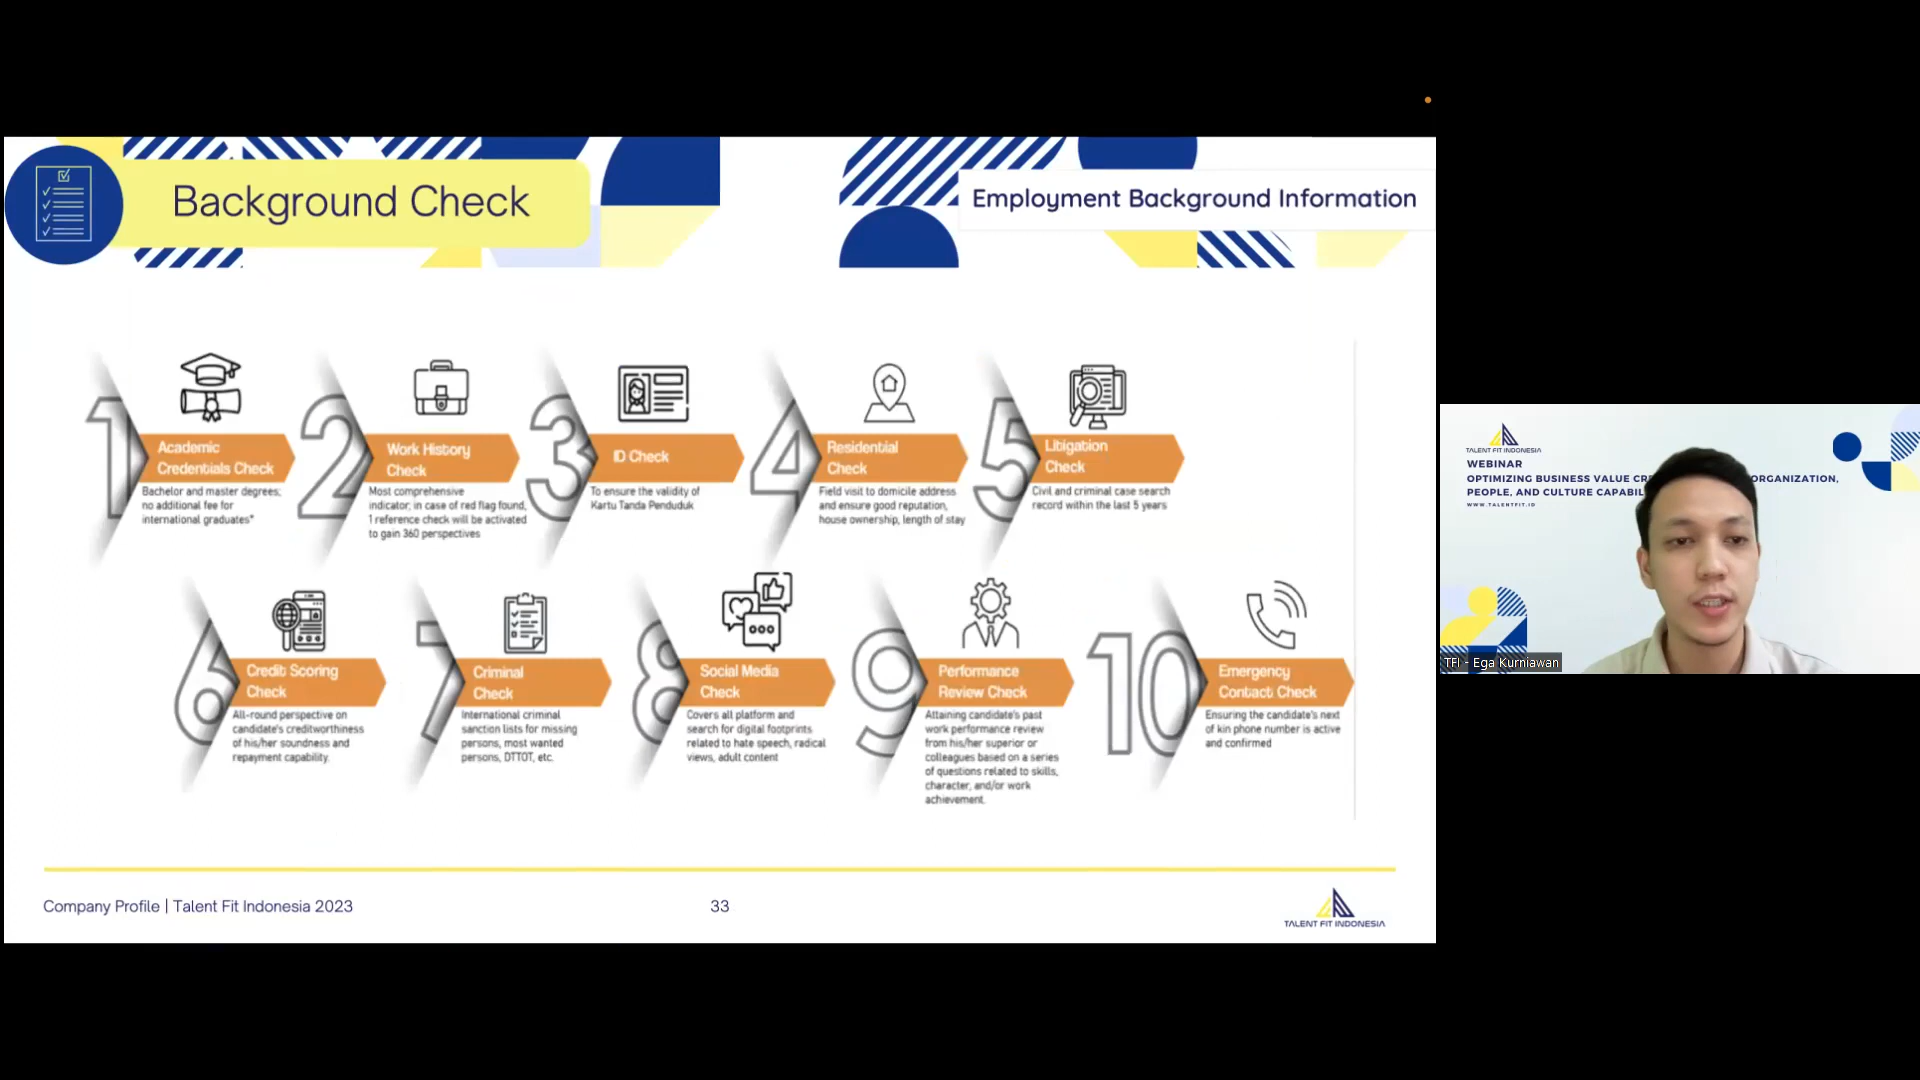 Background Check
Employment Background Information
1
Academic
Credentials Check
Bachelor and master degrees;
no additional fee for
international graduates*
2
Work History
Check
Most comprehensive
indicator; in case of red flag found,
1 reference check will be activated
to gain 360 perspectives
3
ID Check
To ensure the validity of
Kartu Tanda Penduduk
4
Residential
Check
Field visit to domicile address
and ensure good reputation,
house ownership, length of stay
5
Litigation
Check
Civil and criminal case search
record within the last 5 years
6
Credit Scoring
Check
All-round perspective on
candidate's creditworthiness
of his/her soundness and
repayment capability.
7
Criminal
Check
International criminal
sanction lists for missing
persons, most wanted
persons, DTTOT, etc.
8
Social Media
Check
Covers all platform and
search for digital footprints
related to hate speech, radical
views, adult content
9
Performance
Review Check
Attaining candidate's past
work performance review
from his/her superior or
colleagues based on a series
of questions related to skills,
character, and/or work
achievement.
10
Emergency
Contact Check
Ensuring the candidate's next
of kin phone number is active
and confirmed
Company Profile | Talent Fit Indonesia 2023
33
TALENT FIT INDONESIA
TALENT FIT INDONESIA
WEBINAR
OPTIMIZING BUSINESS VALUE CR ORGANIZATION,
PEOPLE, AND CULTURE CAPABIL
WWW.TALENTFIT.ID
TFI - Ega Kurniawan